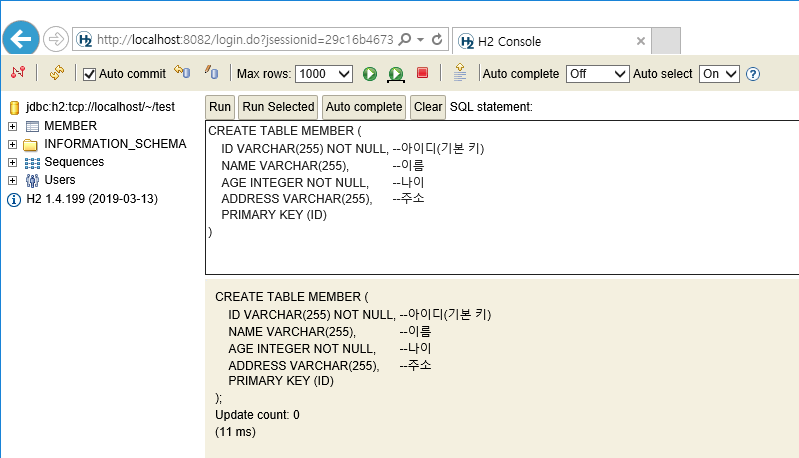 http://localhost:8082/login.do?jsessionid=29c16b4673
H2 Console
Auto commit Max rows: 1000 Auto complete Off Auto select On
jdbc:h2:tcp://localhost/~/test
MEMBER
INFORMATION_SCHEMA
Sequences
Users
H2 1.4.199 (2019-03-13)
Run Run Selected Auto complete Clear SQL statement:
CREATE TABLE MEMBER (
ID VARCHAR(255) NOT NULL, --아이디(기본 키)
NAME VARCHAR(255), --이름
AGE INTEGER NOT NULL, --나이
ADDRESS VARCHAR(255), --주소
PRIMARY KEY (ID)
)
CREATE TABLE MEMBER (
ID VARCHAR(255) NOT NULL, --아이디(기본 키)
NAME VARCHAR(255), --이름
AGE INTEGER NOT NULL, --나이
ADDRESS VARCHAR(255), --주소
PRIMARY KEY (ID)
);
Update count: 0
(11 ms)